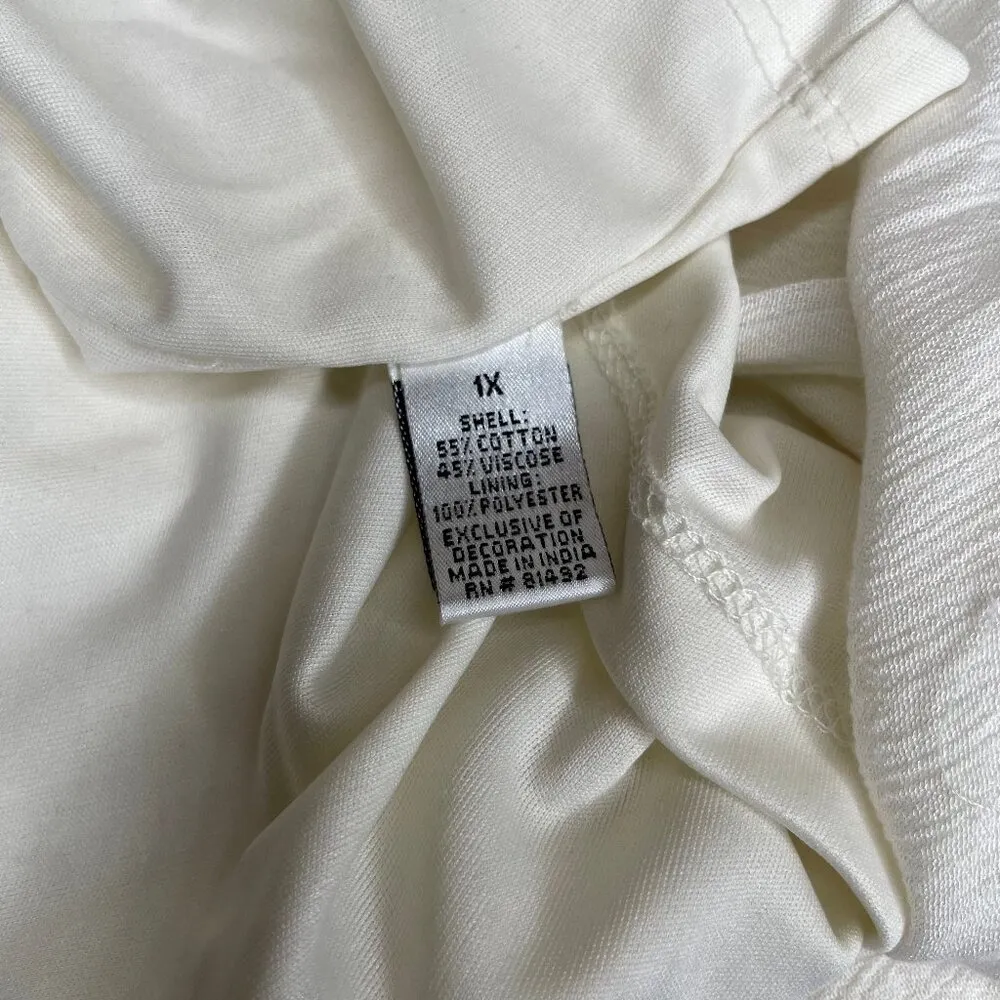 1X
SHELL:
55% COTTON
45% VISCOSE
LINING:
100% POLYESTER
EXCLUSIVE OF
DECORATION
MADE IN INDIA
RN # 81492